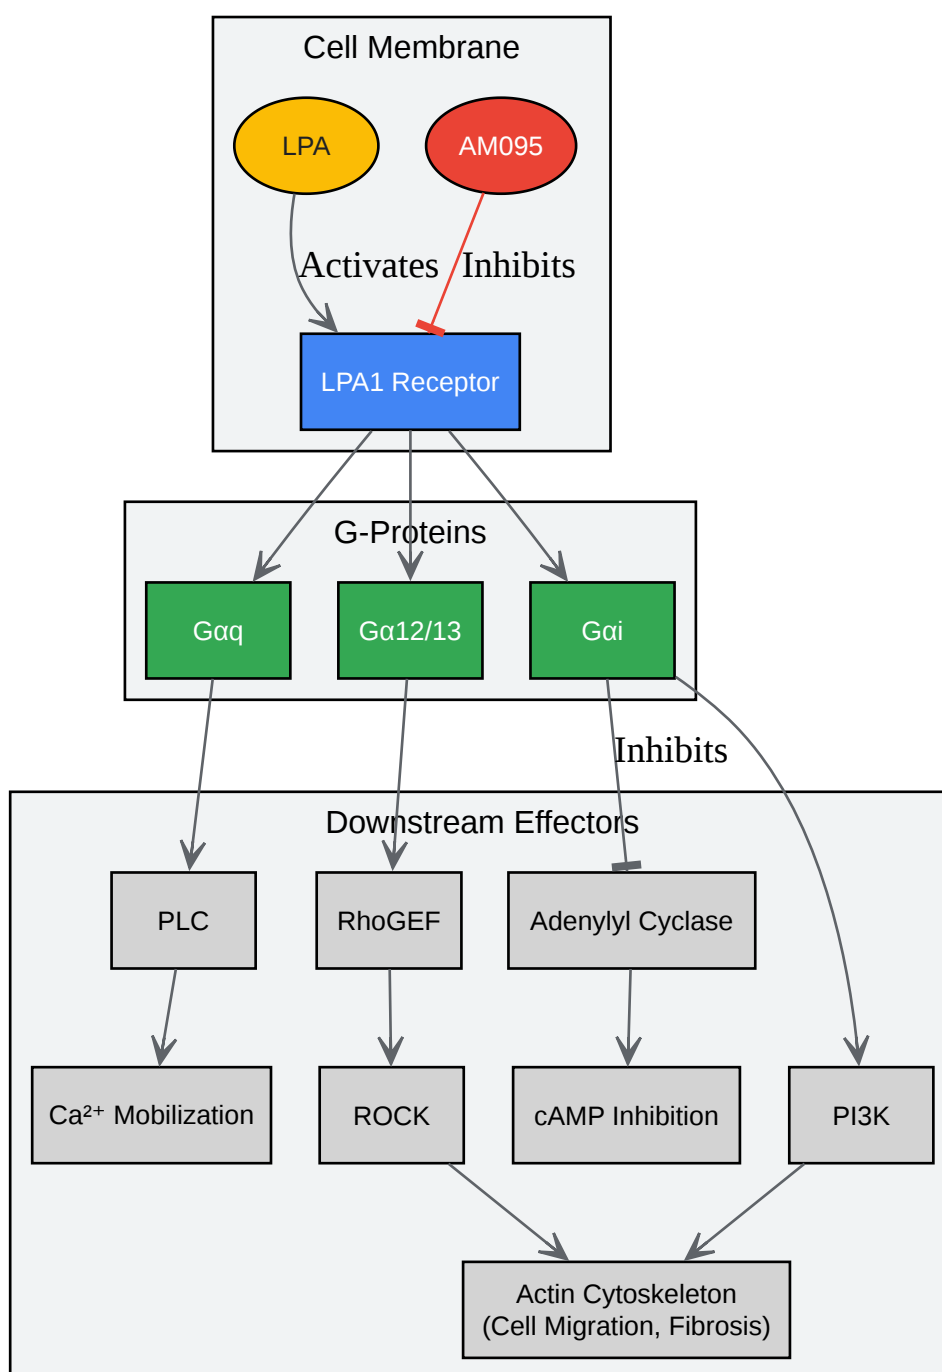 Cell Membrane
LPA
AM095
Activates
Inhibits
LPA1 Receptor
G-Proteins
Gαq
Gα12/13
Gαi
Inhibits
Downstream Effectors
PLC
RhoGEF
Adenylyl Cyclase
Ca²⁺ Mobilization
ROCK
cAMP Inhibition
PI3K
Actin Cytoskeleton
(Cell Migration, Fibrosis)